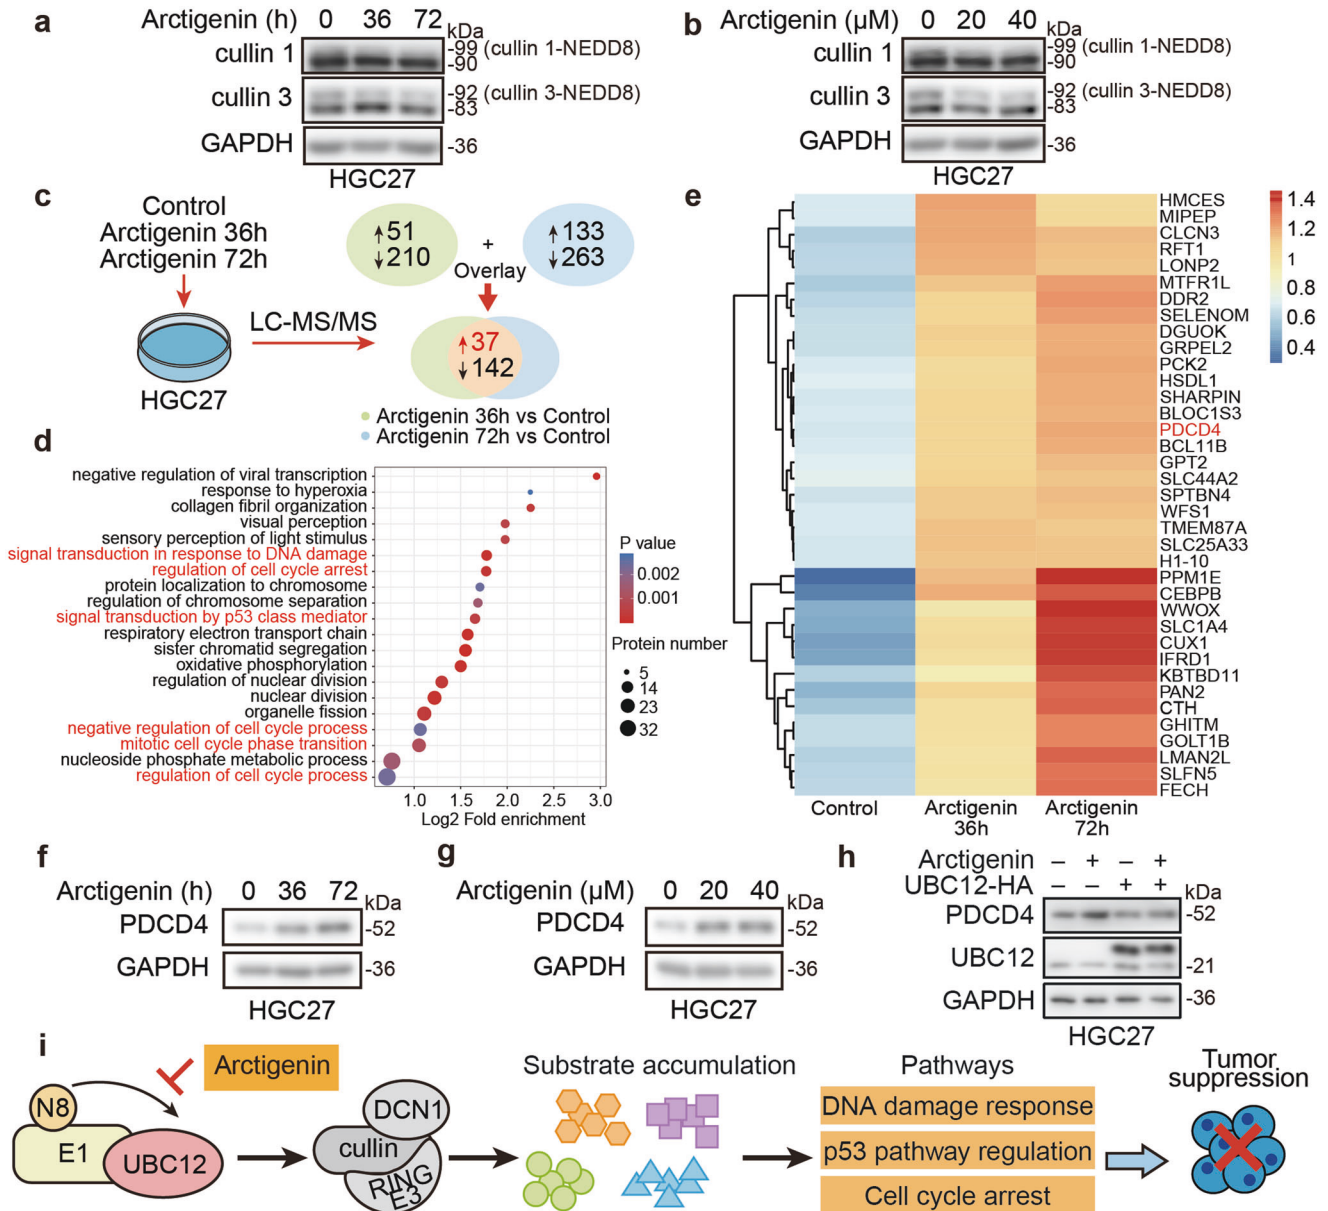 a
Arctigenin (h) 0 36 72
kDa
cullin 1
-99 (cullin 1-NEDD8)
-90
cullin 3
-92 (cullin 3-NEDD8)
-83
GAPDH
-36
HGC27
b
Arctigenin (µM) 0 20 40
kDa
cullin 1
-99 (cullin 1-NEDD8)
-90
cullin 3
-92 (cullin 3-NEDD8)
-83
GAPDH
-36
HGC27
c
Control
Arctigenin 36h
Arctigenin 72h
HGC27
LC-MS/MS
↑51
↓210
+
Overlay
↑133
↓263
↑37
↓142
Arctigenin 36h vs Control
Arctigenin 72h vs Control
d
negative regulation of viral transcription
response to hyperoxia
collagen fibril organization
visual perception
sensory perception of light stimulus
signal transduction in response to DNA damage
regulation of cell cycle arrest
protein localization to chromosome
regulation of chromosome separation
signal transduction by p53 class mediator
respiratory electron transport chain
sister chromatid segregation
oxidative phosphorylation
regulation of nuclear division
nuclear division
organelle fission
negative regulation of cell cycle process
mitotic cell cycle phase transition
nucleoside phosphate metabolic process
regulation of cell cycle process
1.0 1.5 2.0 2.5 3.0
Log2 Fold enrichment
P value
0.002
0.001
Protein number
5
14
23
32
e
HMCES
MIPEP
CLCN3
RFT1
LONP2
MTFR1L
DDR2
SELENOM
DGUOK
GRPEL2
PCK2
HSDL1
SHARPIN
BLOC1S3
PDCD4
BCL11B
GPT2
SLC44A2
SPTBN4
WFS1
TMEM87A
SLC25A33
H1-10
PPM1E
CEBPB
WWOX
SLC1A4
CUX1
IFRD1
KBTBD11
PAN2
CTH
GHITM
GOLT1B
LMAN2L
SLFN5
FECH
Control
Arctigenin
36h
Arctigenin
72h
1.4
1.2
1
0.8
0.6
0.4
f
Arctigenin (h) 0 36 72
kDa
PDCD4
-52
GAPDH
-36
HGC27
g
Arctigenin (µM) 0 20 40
kDa
PDCD4
-52
GAPDH
-36
HGC27
h
Arctigenin – + – +
UBC12-HA – – + +
kDa
PDCD4
-52
UBC12
-21
GAPDH
-36
HGC27
i
Arctigenin
N8
E1
UBC12
DCN1
cullin
RING
E3
Substrate accumulation
Pathways
DNA damage response
p53 pathway regulation
Cell cycle arrest
Tumor
suppression